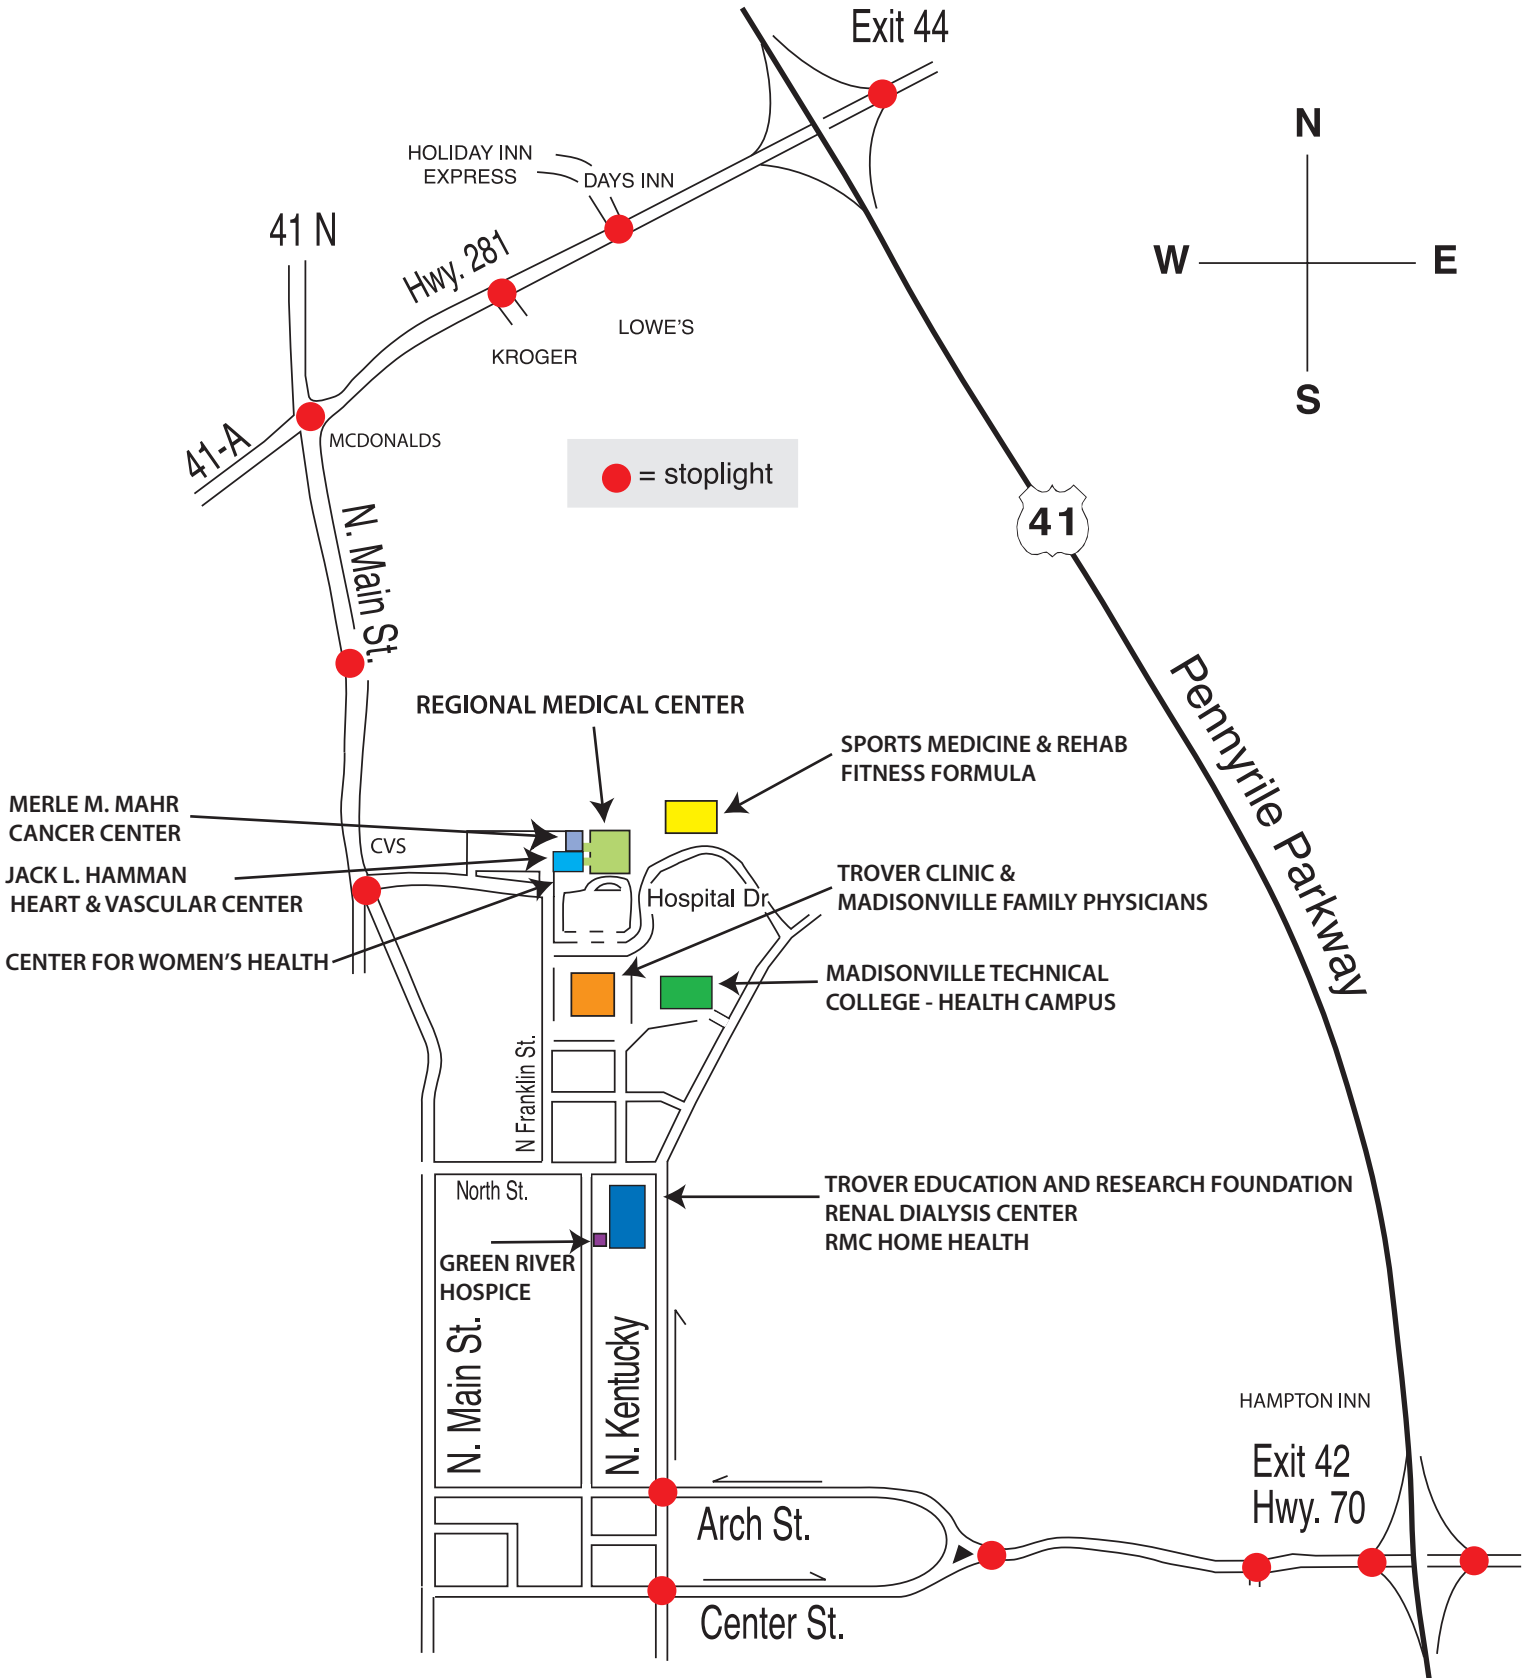 Exit 44
N
W
E
S
HOLIDAY INN
EXPRESS
DAYS INN
41 N
Hwy. 281
LOWE'S
KROGER
41-A
MCDONALDS
= stoplight
41
N. Main St.
Pennyrile Parkway
REGIONAL MEDICAL CENTER
SPORTS MEDICINE & REHAB
FITNESS FORMULA
MERLE M. MAHR
CANCER CENTER
CVS
JACK L. HAMMAN
HEART & VASCULAR CENTER
TROVER CLINIC &
MADISONVILLE FAMILY PHYSICIANS
Hospital Dr
CENTER FOR WOMEN'S HEALTH
MADISONVILLE TECHNICAL
COLLEGE - HEALTH CAMPUS
N Franklin St.
North St.
TROVER EDUCATION AND RESEARCH FOUNDATION
RENAL DIALYSIS CENTER
RMC HOME HEALTH
GREEN RIVER
HOSPICE
N. Main St.
N. Kentucky
HAMPTON INN
Exit 42
Hwy. 70
Arch St.
Center St.